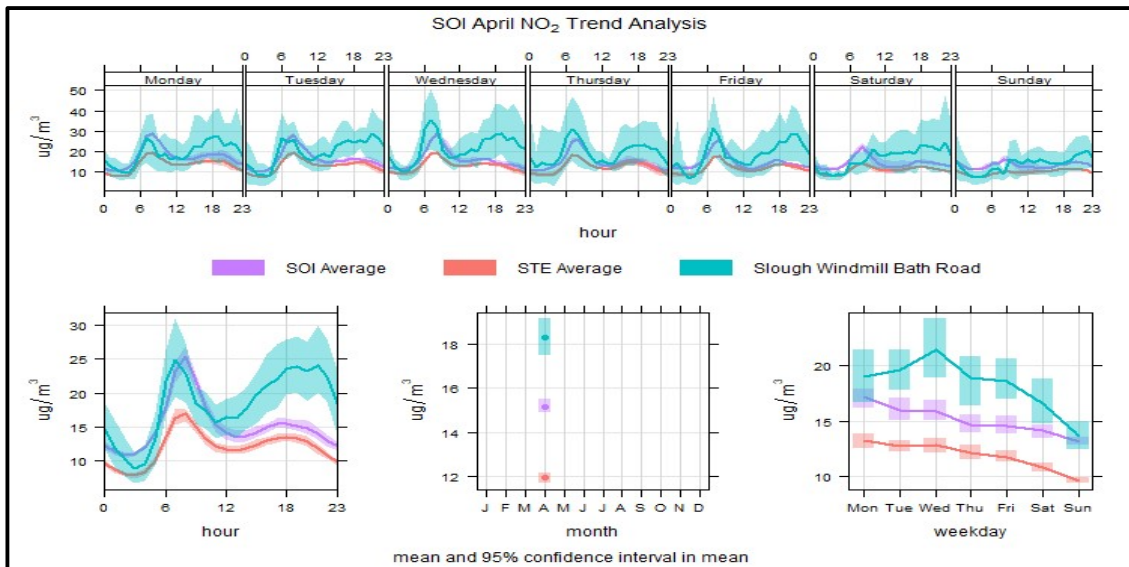 SOI April NO2 Trend Analysis
0 6 12 18 23 0 6 12 18 23 0 6 12 18 23
Monday Tuesday Wednesday Thursday Friday Saturday Sunday
50
40
30
20
10
ug/m3
0 6 12 18 23 0 6 12 18 23 0 6 12 18 23 0 6 12 18 23
hour
SOI Average STE Average Slough Windmill Bath Road
30
25
20
15
10
ug/m3
0 6 12 18 23
hour
18
16
14
12
ug/m3
J F M A M J J A S O N D
month
20
15
10
ug/m3
Mon Tue Wed Thu Fri Sat Sun
weekday
mean and 95% confidence interval in mean